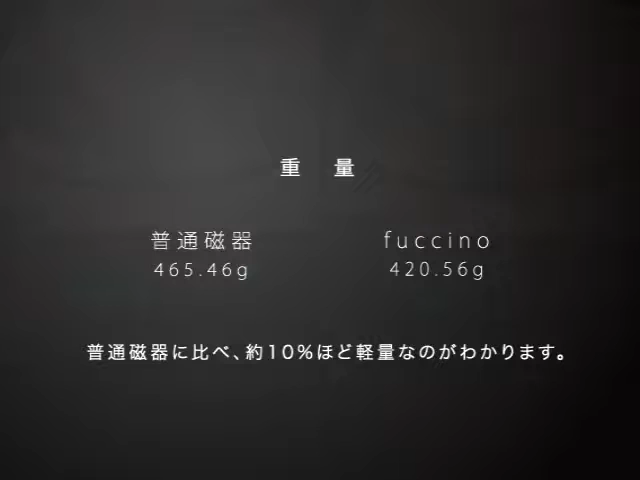 重 量
普通磁器 fuccino
465.46g 420.56g
普通磁器に比べ、約10%ほど軽量なのがわかります。